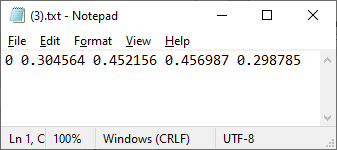 (3).txt - Notepad
File Edit Format View Help
0 0.304564 0.452156 0.456987 0.298785
Ln 1, C 100% Windows (CRLF) UTF-8